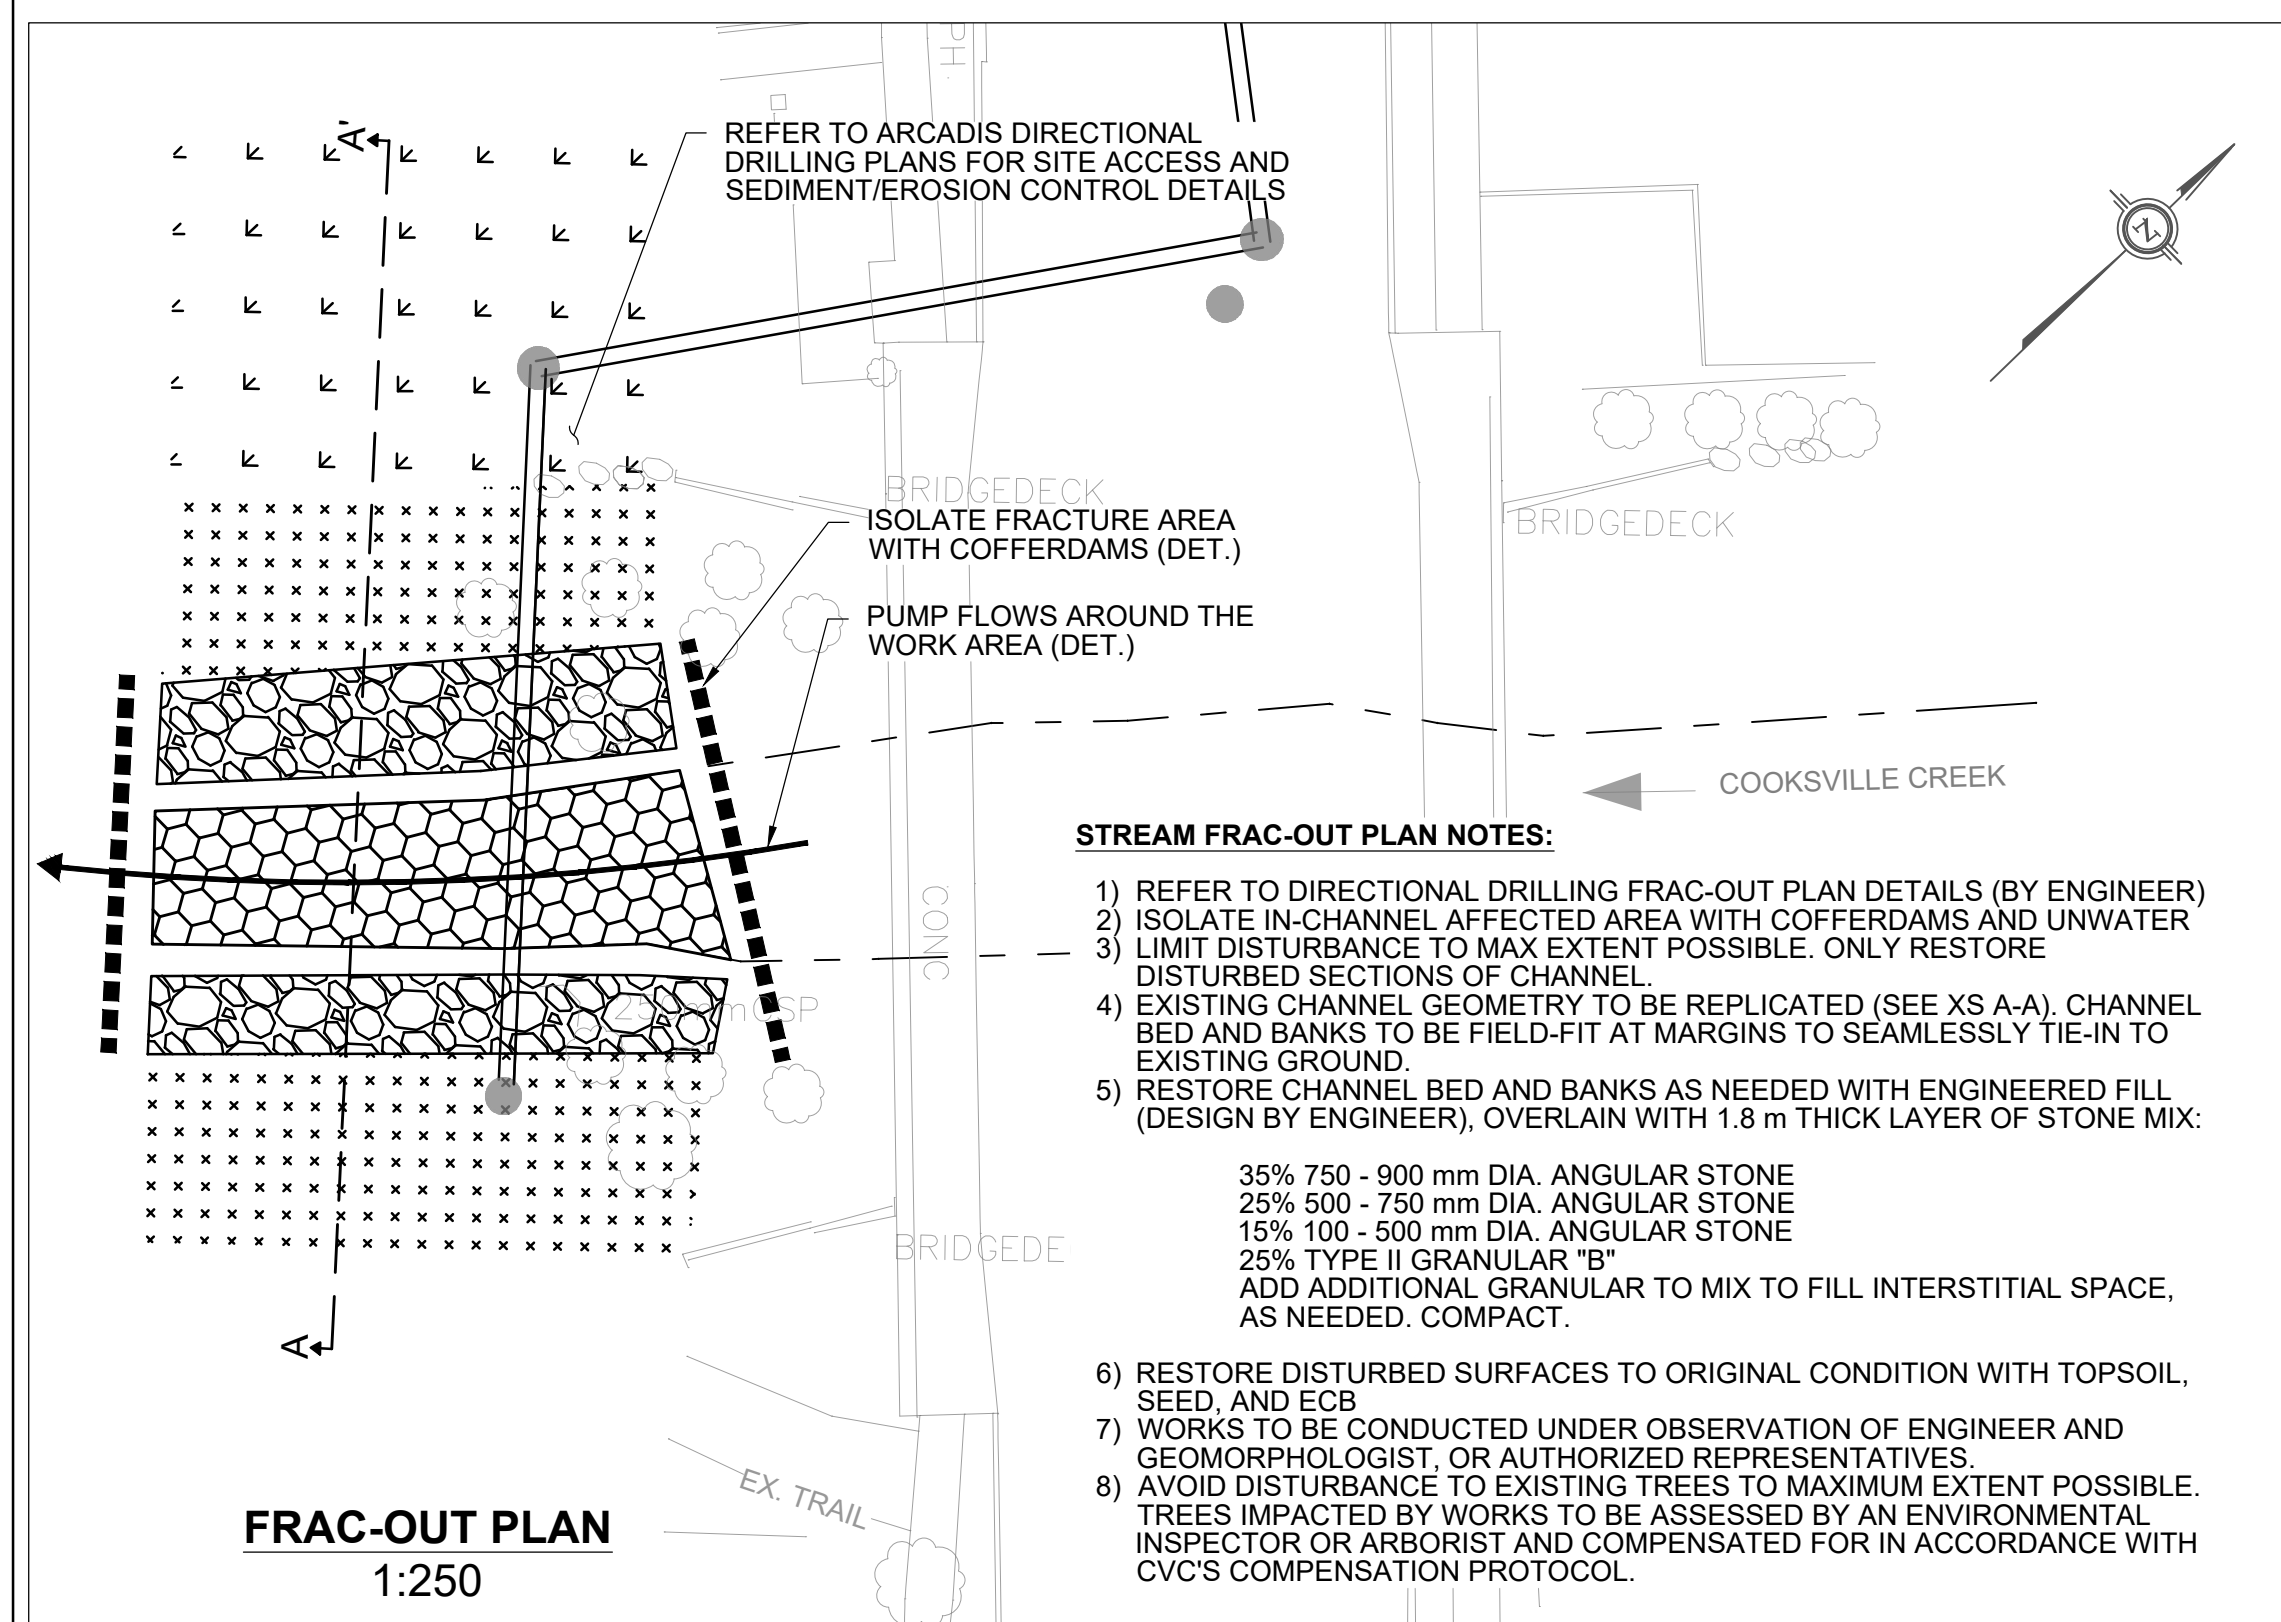 PH.
A'
REFER TO ARCADIS DIRECTIONAL
DRILLING PLANS FOR SITE ACCESS AND
SEDIMENT/EROSION CONTROL DETAILS
N
BRIDGEDECK
BRIDGEDECK
ISOLATE FRACTURE AREA
WITH COFFERDAMS (DET.)
PUMP FLOWS AROUND THE
WORK AREA (DET.)
COOKSVILLE CREEK
CONC
250mmCSP
BRIDGEDE
A
EX. TRAIL
STREAM FRAC-OUT PLAN NOTES:
1) REFER TO DIRECTIONAL DRILLING FRAC-OUT PLAN DETAILS (BY ENGINEER)
2) ISOLATE IN-CHANNEL AFFECTED AREA WITH COFFERDAMS AND UNWATER
3) LIMIT DISTURBANCE TO MAX EXTENT POSSIBLE. ONLY RESTORE
DISTURBED SECTIONS OF CHANNEL.
4) EXISTING CHANNEL GEOMETRY TO BE REPLICATED (SEE XS A-A). CHANNEL
BED AND BANKS TO BE FIELD-FIT AT MARGINS TO SEAMLESSLY TIE-IN TO
EXISTING GROUND.
5) RESTORE CHANNEL BED AND BANKS AS NEEDED WITH ENGINEERED FILL
(DESIGN BY ENGINEER), OVERLAIN WITH 1.8 m THICK LAYER OF STONE MIX:
35% 750 - 900 mm DIA. ANGULAR STONE
25% 500 - 750 mm DIA. ANGULAR STONE
15% 100 - 500 mm DIA. ANGULAR STONE
25% TYPE II GRANULAR "B"
ADD ADDITIONAL GRANULAR TO MIX TO FILL INTERSTITIAL SPACE,
AS NEEDED. COMPACT.
6) RESTORE DISTURBED SURFACES TO ORIGINAL CONDITION WITH TOPSOIL,
SEED, AND ECB
7) WORKS TO BE CONDUCTED UNDER OBSERVATION OF ENGINEER AND
GEOMORPHOLOGIST, OR AUTHORIZED REPRESENTATIVES.
8) AVOID DISTURBANCE TO EXISTING TREES TO MAXIMUM EXTENT POSSIBLE.
TREES IMPACTED BY WORKS TO BE ASSESSED BY AN ENVIRONMENTAL
INSPECTOR OR ARBORIST AND COMPENSATED FOR IN ACCORDANCE WITH
CVC'S COMPENSATION PROTOCOL.
FRAC-OUT PLAN
1:250